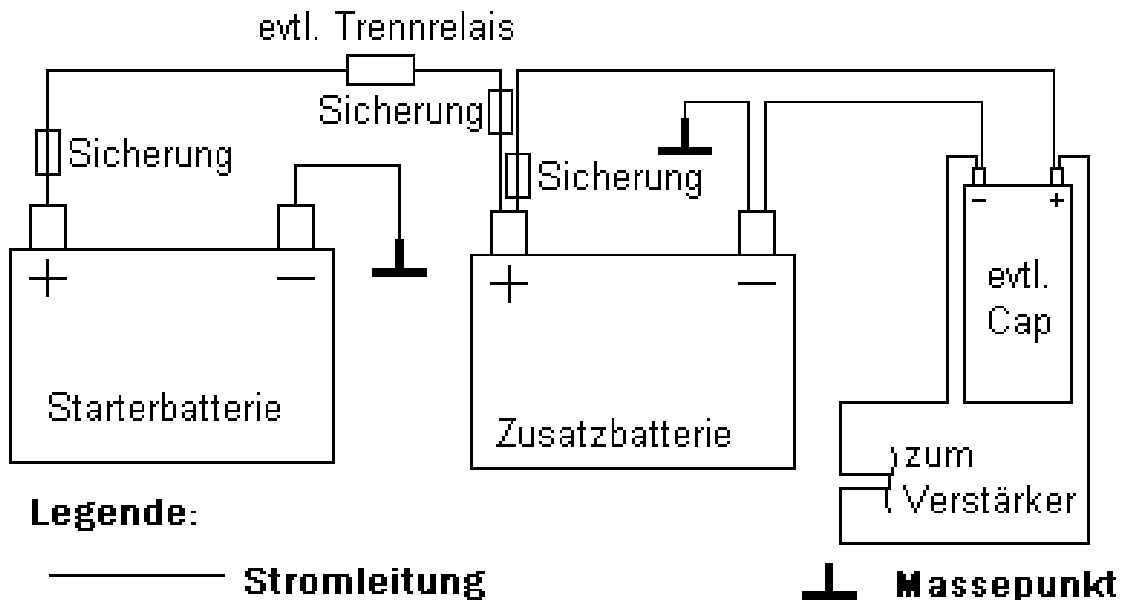 evtl. Trennrelais
Sicherung
Sicherung
Sicherung
+
−
+
−
−
+
evtl.
Cap
Starterbatterie
Zusatzbatterie
zum
Verstärker
Legende:
Stromleitung
Massepunkt